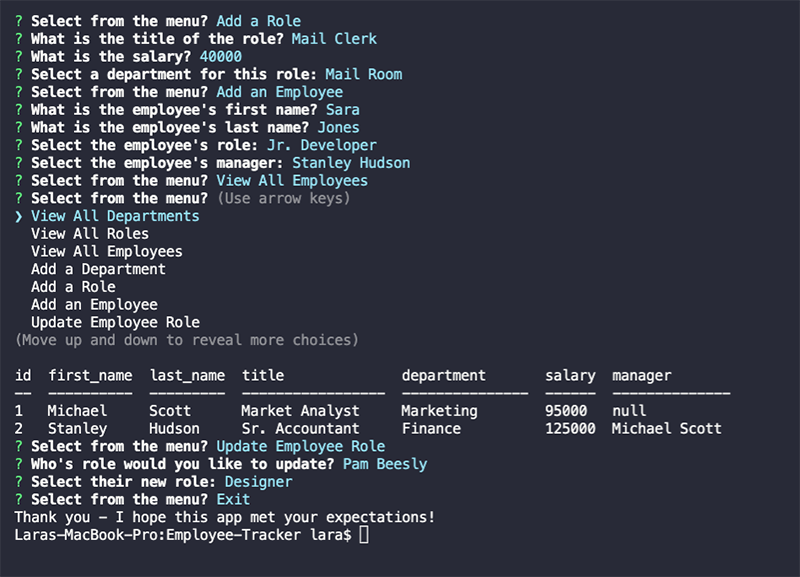 ? Select from the menu? Add a Role
? What is the title of the role? Mail Clerk
? What is the salary? 40000
? Select a department for this role: Mail Room
? Select from the menu? Add an Employee
? What is the employee's first name? Sara
? What is the employee's last name? Jones
? Select the employee's role: Jr. Developer
? Select the employee's manager: Stanley Hudson
? Select from the menu? View All Employees
? Select from the menu? (Use arrow keys)
❯ View All Departments
  View All Roles
  View All Employees
  Add a Department
  Add a Role
  Add an Employee
  Update Employee Role
(Move up and down to reveal more choices)
id  first_name  last_name  title              department       salary  manager
--  ----------  ---------  -----------------  ---------------  ------  --------------
1   Michael     Scott      Market Analyst     Marketing        95000   null
2   Stanley     Hudson     Sr. Accountant     Finance          125000  Michael Scott
? Select from the menu? Update Employee Role
? Who's role would you like to update? Pam Beesly
? Select their new role: Designer
? Select from the menu? Exit
Thank you - I hope this app met your expectations!
Laras-MacBook-Pro:Employee-Tracker lara$